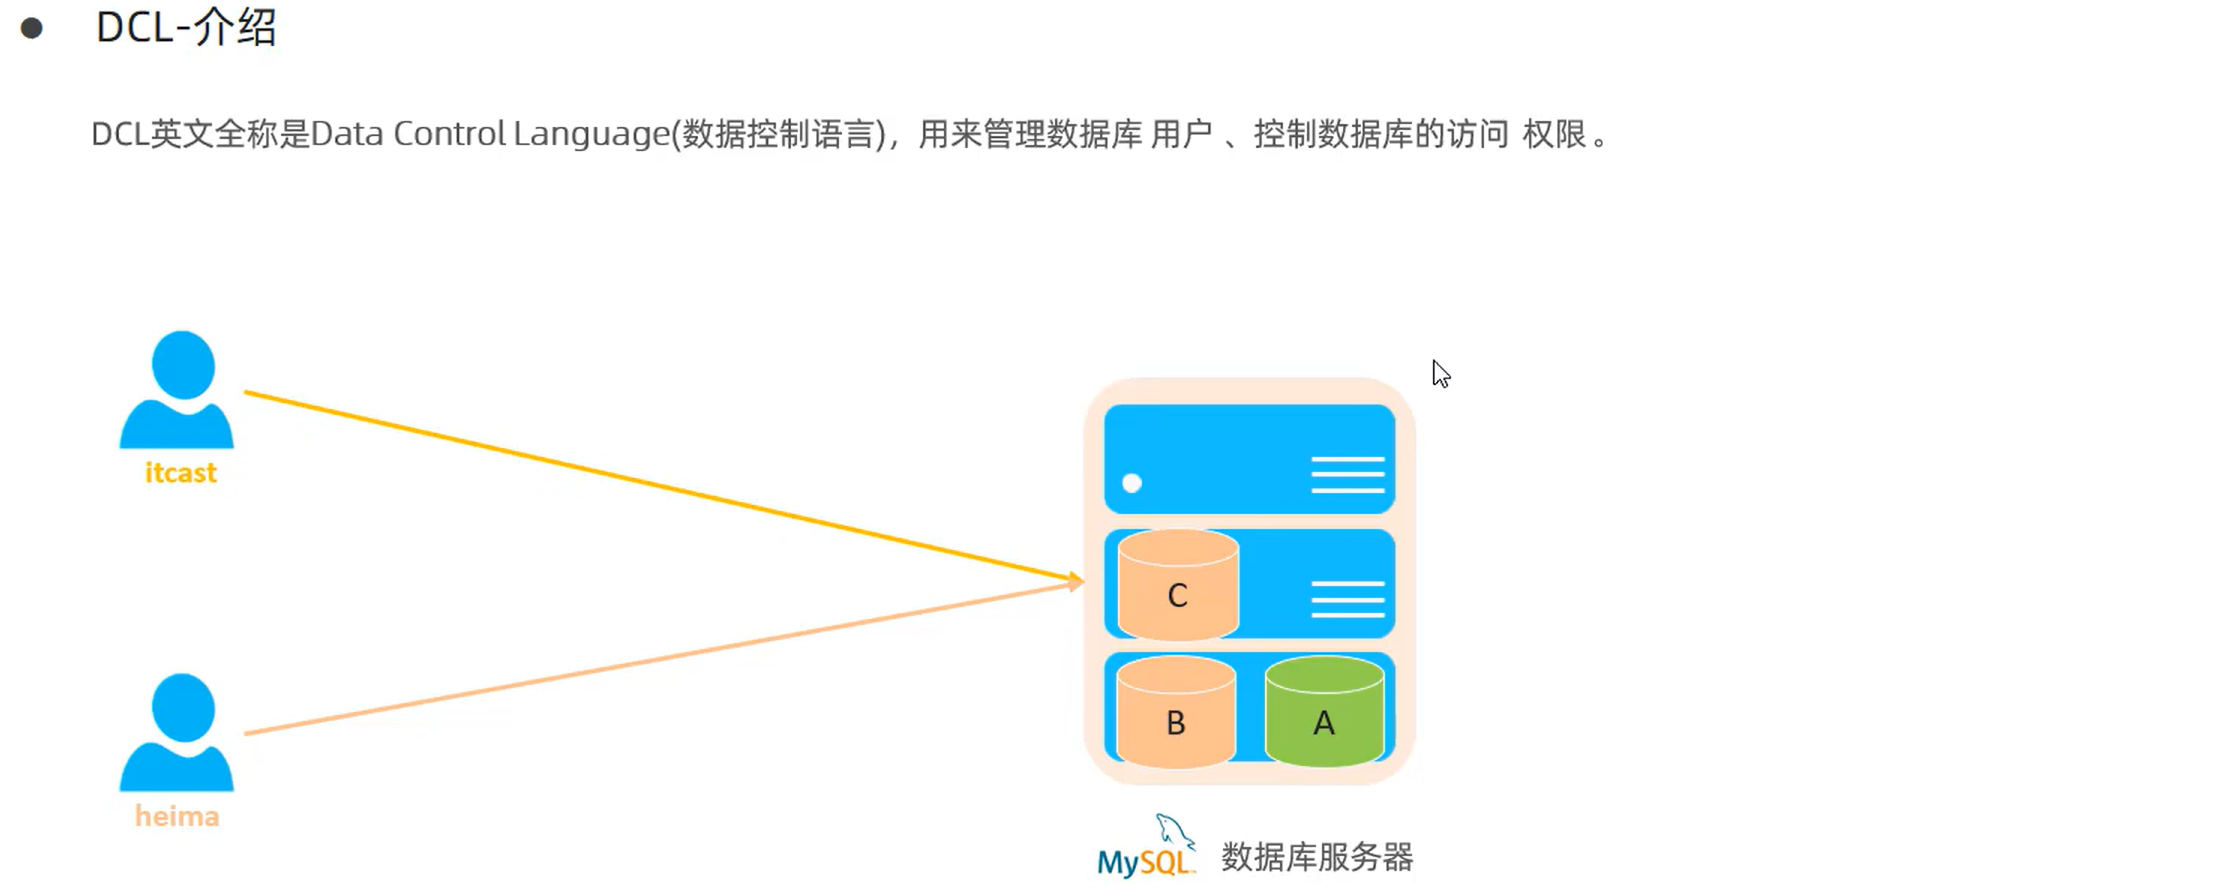 DCL-介绍
DCL英文全称是Data Control Language(数据控制语言)，用来管理数据库 用户 、控制数据库的访问 权限 。
itcast
C
B
A
heima
MySQL 数据库服务器